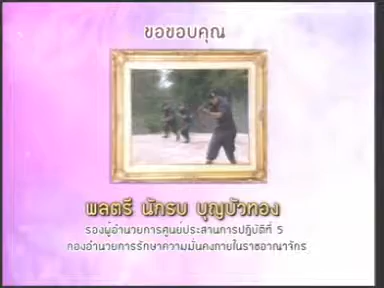 ขอขอบคุณ
พลตรี นักรบ บุญบัวทอง
รองผู้อำนวยการศูนย์ประสานการปฏิบัติที่ 5
กองอำนวยการรักษาความมั่นคงภายในราชอาณาจักร